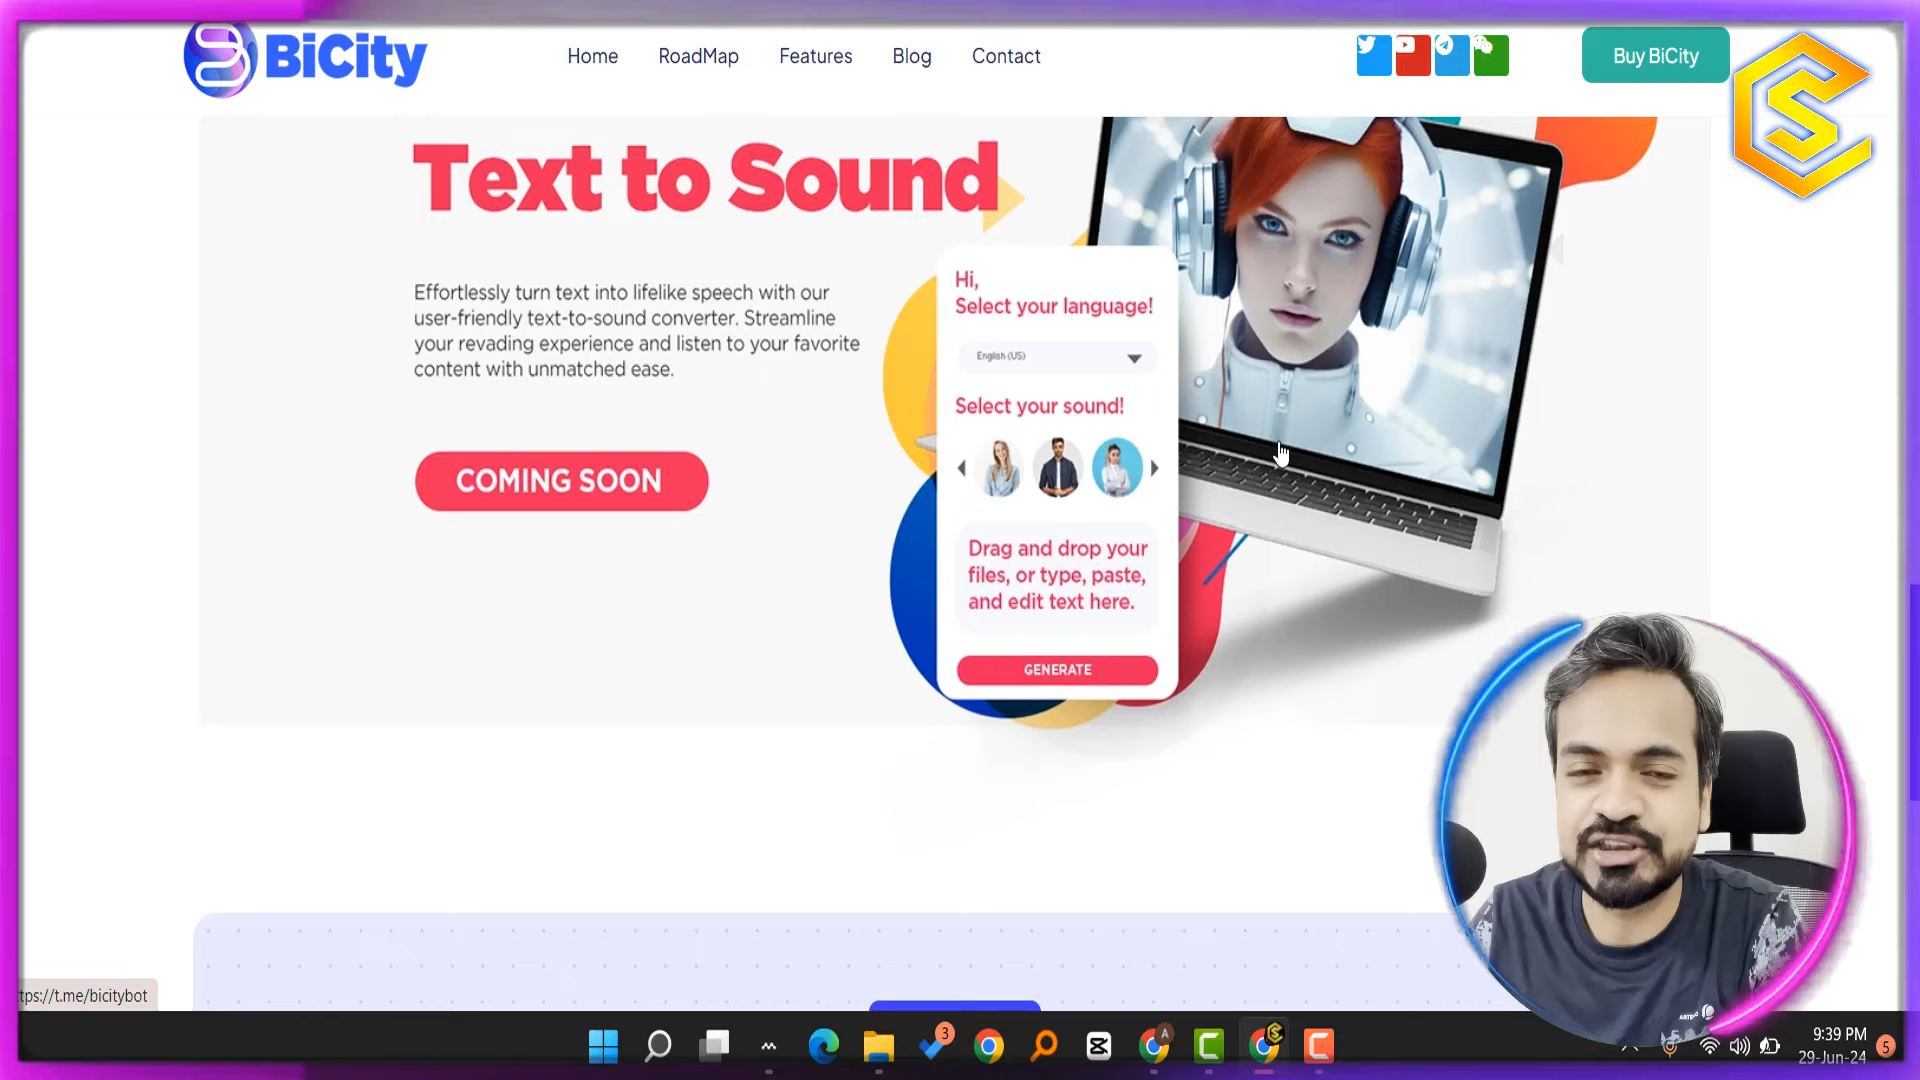 BiCity
Home
RoadMap
Features
Blog
Contact
Buy BiCity
Text to Sound
Effortlessly turn text into lifelike speech with our
user-friendly text-to-sound converter. Streamline
your revading experience and listen to your favorite
content with unmatched ease.
COMING SOON
Hi,
Select your language!
English (US)
Select your sound!
Drag and drop your
files, or type, paste,
and edit text here.
GENERATE
tps://t.me/bicitybot
3
A
9:39 PM
29-Jun-24
5